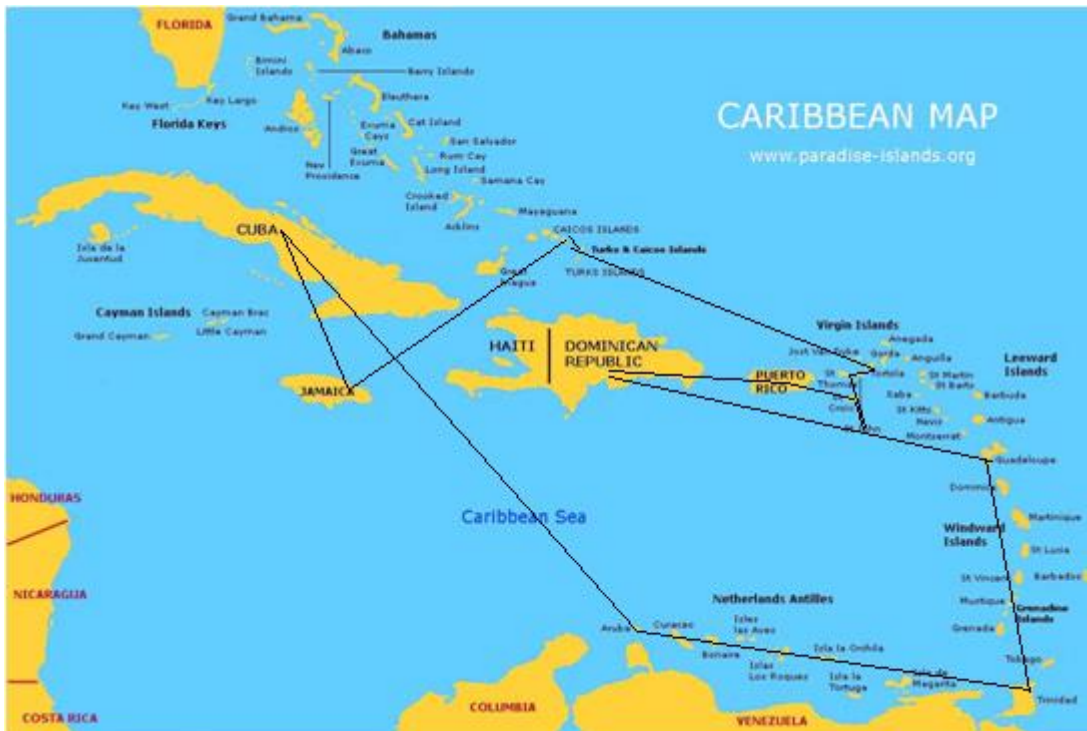 FLORIDA
Grand Bahama
Bahamas
Abaco
Bimini
Islands
Berry Islands
Key West
Key Largo
Eleuthera
Florida Keys
Andros
Exuma
Cays
Cat Island
San Salvador
Great
Exuma
Rum Cay
New
Providence
Long Island
Samana Cay
CARIBBEAN MAP
www.paradise-islands.org
Crooked
Island
Mayaguana
Acklins
CUBA
CAICOS ISLANDS
Turks & Caicos Islands
Isla de la
Juventud
Great
TURKS ISLANDS
Cayman Islands
Cayman Brac
Grand Cayman
Little Cayman
Virgin Islands
Anegada
HAITI
DOMINICAN
REPUBLIC
Gorda
Anguilla
Leeward
Islands
PUERTO
RICO
St
Thomas
Tortola
St Martin
St Barts
JAMAICA
Croix
Saba
Barbuda
St Kitts
Nevis
Antigua
Montserrat
Guadeloupe
HONDURAS
Dominica
Caribbean Sea
Martinique
Windward
Islands
St Lucia
NICARAGUA
St Vincent
Barbados
Netherlands Antilles
Mustique
Grenadine
Islands
Aruba
Curacao
Isles
las Aves
Grenada
Bonaire
Isla la Orchila
Islas
Los Roques
Isla la
Tortuga
Isla de
Margarita
Tobago
Trinidad
COSTA RICA
COLUMBIA
VENEZUELA